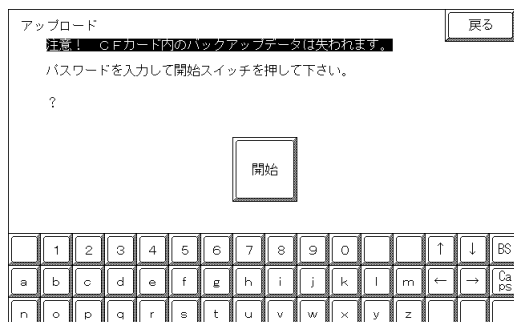 アップロード 戻る
注意！ ＣＦカード内のバックアップデータは失われます。
パスワードを入力して開始スイッチを押して下さい。
?
開始
1 2 3 4 5 6 7 8 9 0 ↑ ↓ BS
a b c d e f g h i j k l m ← → Caps
n o p q r s t u v w x y z